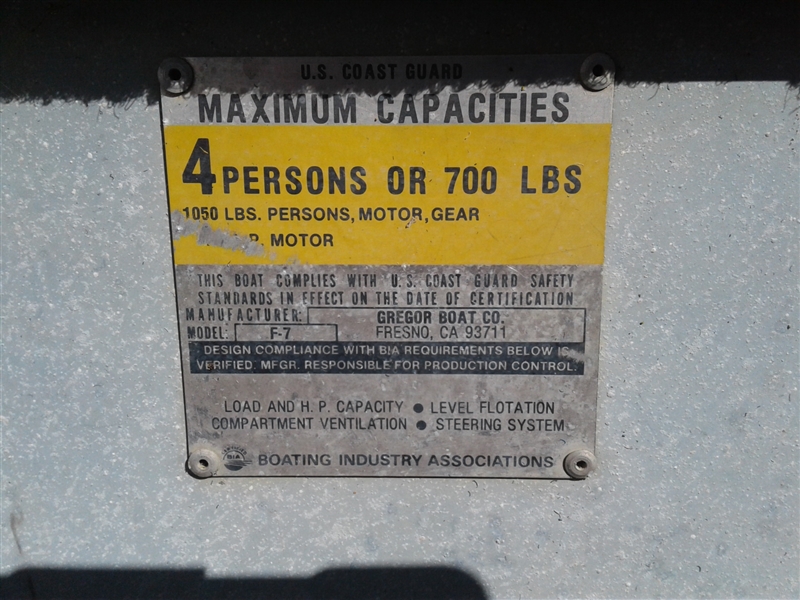 U.S. COAST GUARD
MAXIMUM CAPACITIES
4 PERSONS OR 700 LBS
1050 LBS. PERSONS, MOTOR, GEAR
P. MOTOR
THIS BOAT COMPLIES WITH U.S. COAST GUARD SAFETY
STANDARDS IN EFFECT ON THE DATE OF CERTIFICATION
MANUFACTURER: GREGOR BOAT CO.
MODEL: F-7 FRESNO, CA 93711
DESIGN COMPLIANCE WITH BIA REQUIREMENTS BELOW IS
VERIFIED. MFGR. RESPONSIBLE FOR PRODUCTION CONTROL.
LOAD AND H.P. CAPACITY ● LEVEL FLOTATION
COMPARTMENT VENTILATION ● STEERING SYSTEM
BIA BOATING INDUSTRY ASSOCIATIONS